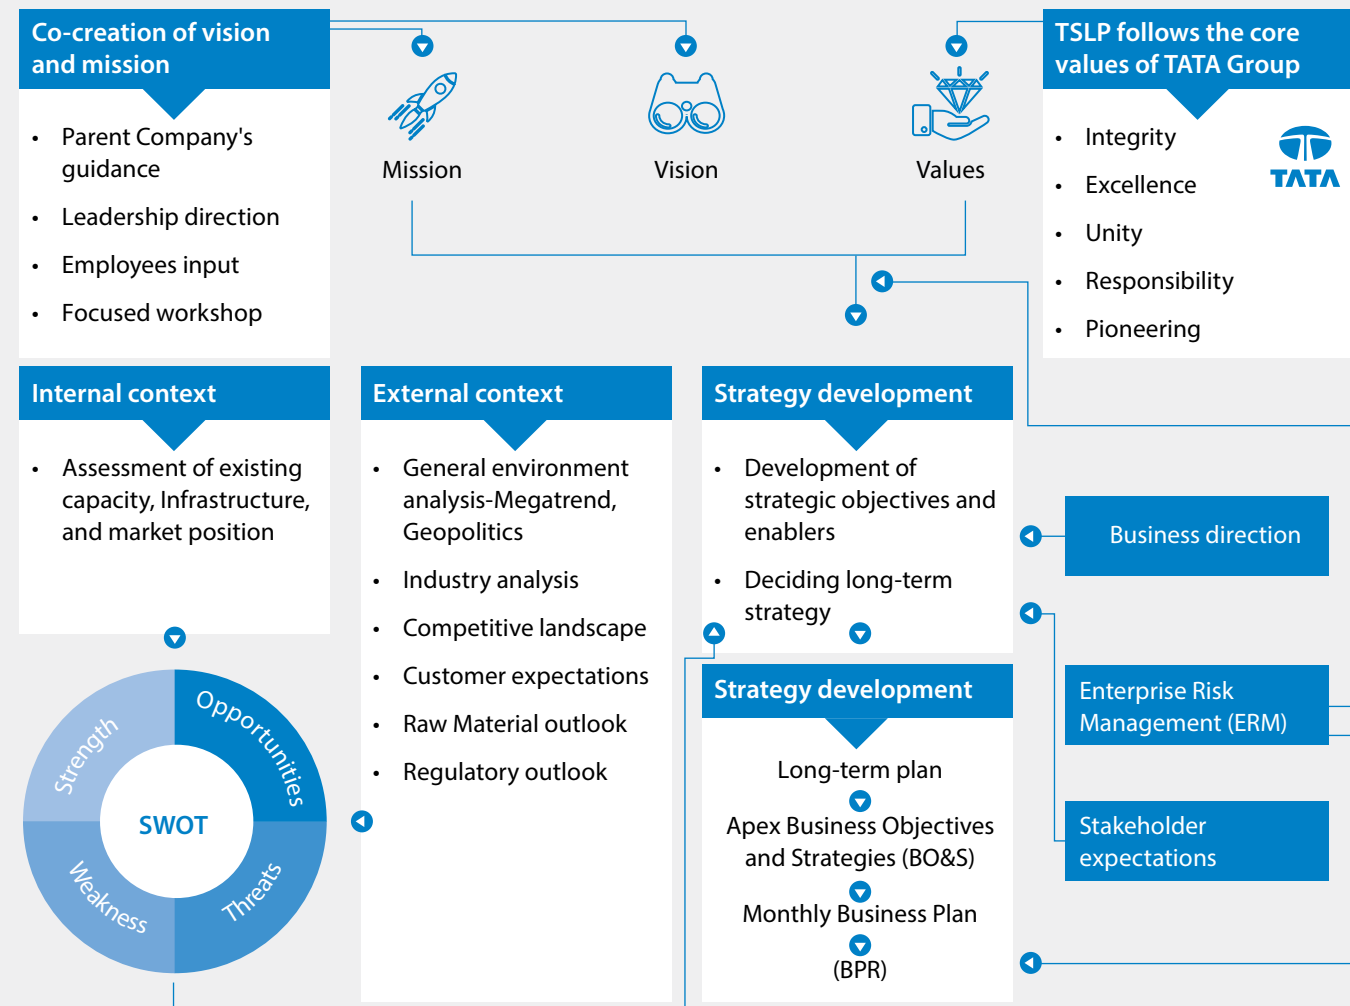 Co-creation of vision
and mission
• Parent Company's
guidance
• Leadership direction
• Employees input
• Focused workshop
Mission
Vision
Values
TSLP follows the core
values of TATA Group
• Integrity
• Excellence
• Unity
• Responsibility
• Pioneering
TATA
Internal context
• Assessment of existing
capacity, Infrastructure,
and market position
Strength
Opportunities
SWOT
Weakness
Threats
External context
• General environment
analysis-Megatrend,
Geopolitics
• Industry analysis
• Competitive landscape
• Customer expectations
• Raw Material outlook
• Regulatory outlook
Strategy development
• Development of
strategic objectives and
enablers
• Deciding long-term
strategy
Strategy development
Long-term plan
Apex Business Objectives
and Strategies (BO&S)
Monthly Business Plan
(BPR)
Business direction
Enterprise Risk
Management (ERM)
Stakeholder
expectations